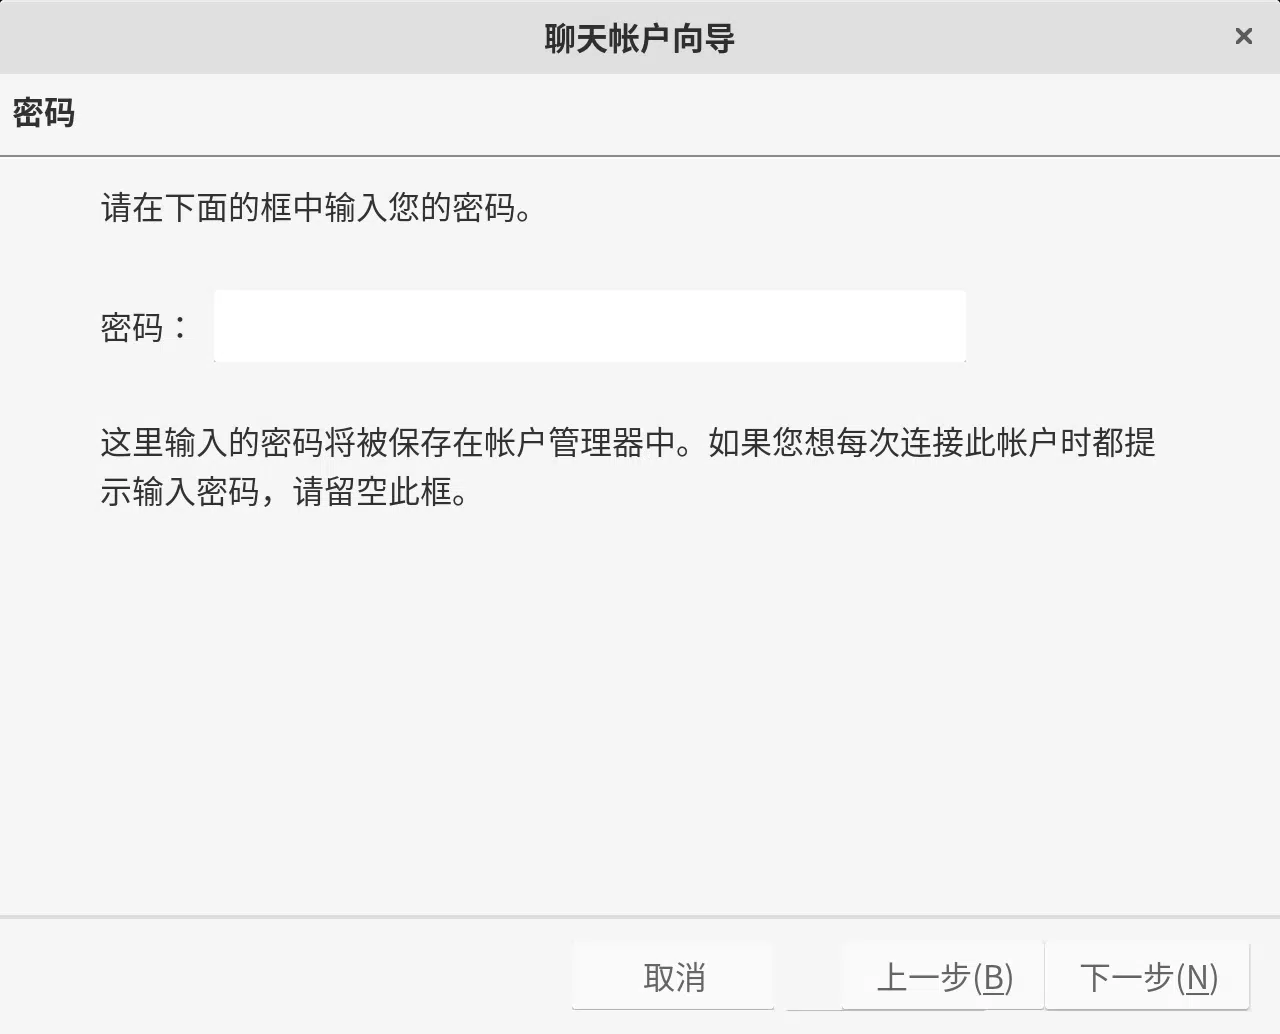 聊天帐户向导
密码
请在下面的框中输入您的密码。
密码：
这里输入的密码将被保存在帐户管理器中。如果您想每次连接此帐户时都提
示输入密码，请留空此框。
取消
上一步(B)
下一步(N)